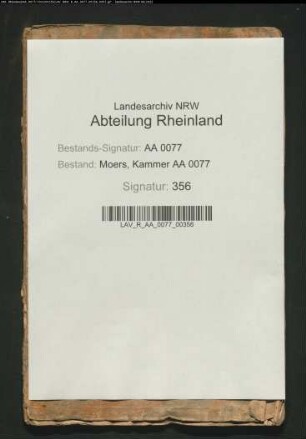 Landesarchiv NRW
Abteilung Rheinland
Bestands-Signatur: AA 0077
Bestand: Moers, Kammer AA 0077
Signatur: 356
LAV_R_AA_0077_00356